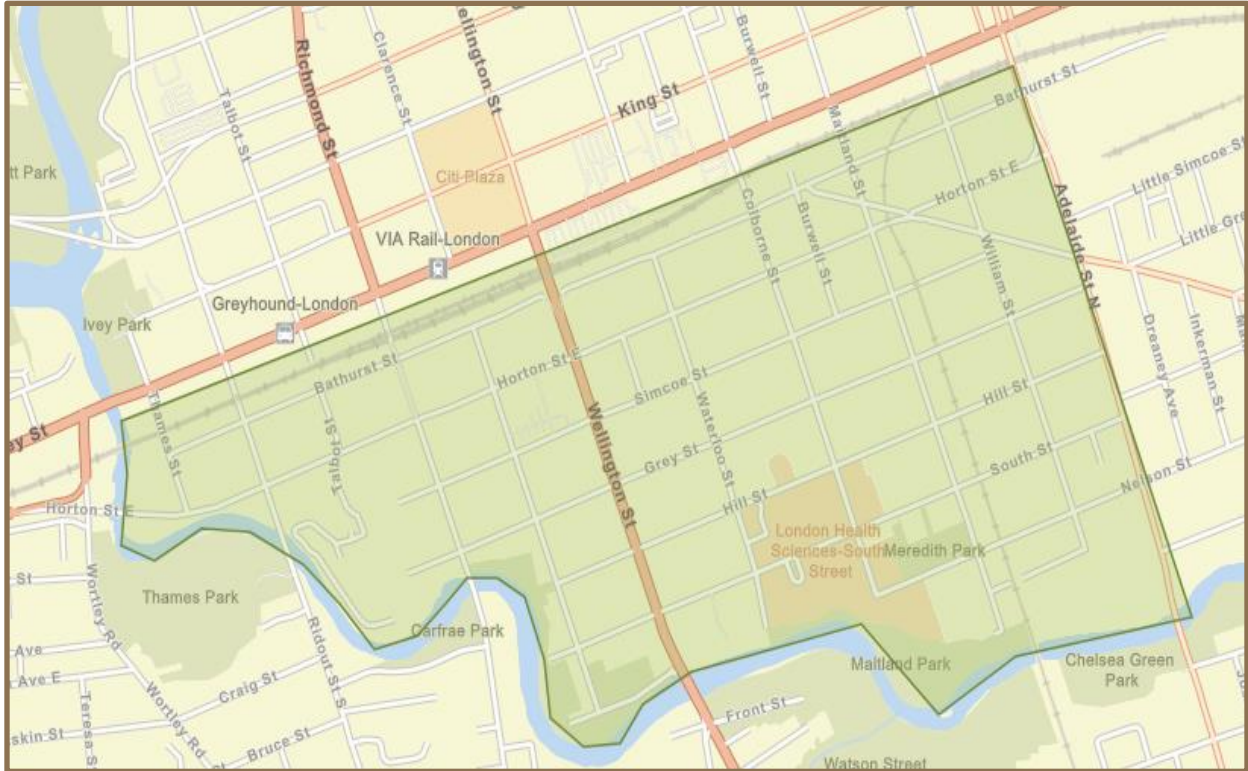 Richmond St
Clarence St
ellington St
Burwell St
King St
Talbot St
Maitland St
Bathurst St
tt Park
Citi Plaza
Colborne St
Burwell St
Horton St E
Little Simcoe St
VIA Rail-London
William St
Adelaide St N
Little Gre
Greyhound-London
Ivey Park
Dreaney Ave
Inkerman St
Bathurst St
Horton St E
Simcoe St
Waterloo St
Hill St
Thames St
ey St
Talbot St
Wellington St
Grey St
South St
Nelson St
Hill St
Horton St E
London Health
Sciences-South
Street
Meredith Park
St
Wortley Rd
Thames Park
Ridout St S
Carfrae Park
Ave
Ave E
Craig St
Maitland Park
Chelsea Green
Park
Teresa St
Wortley Rd
Front St
skin St
Bruce St
Watson Street